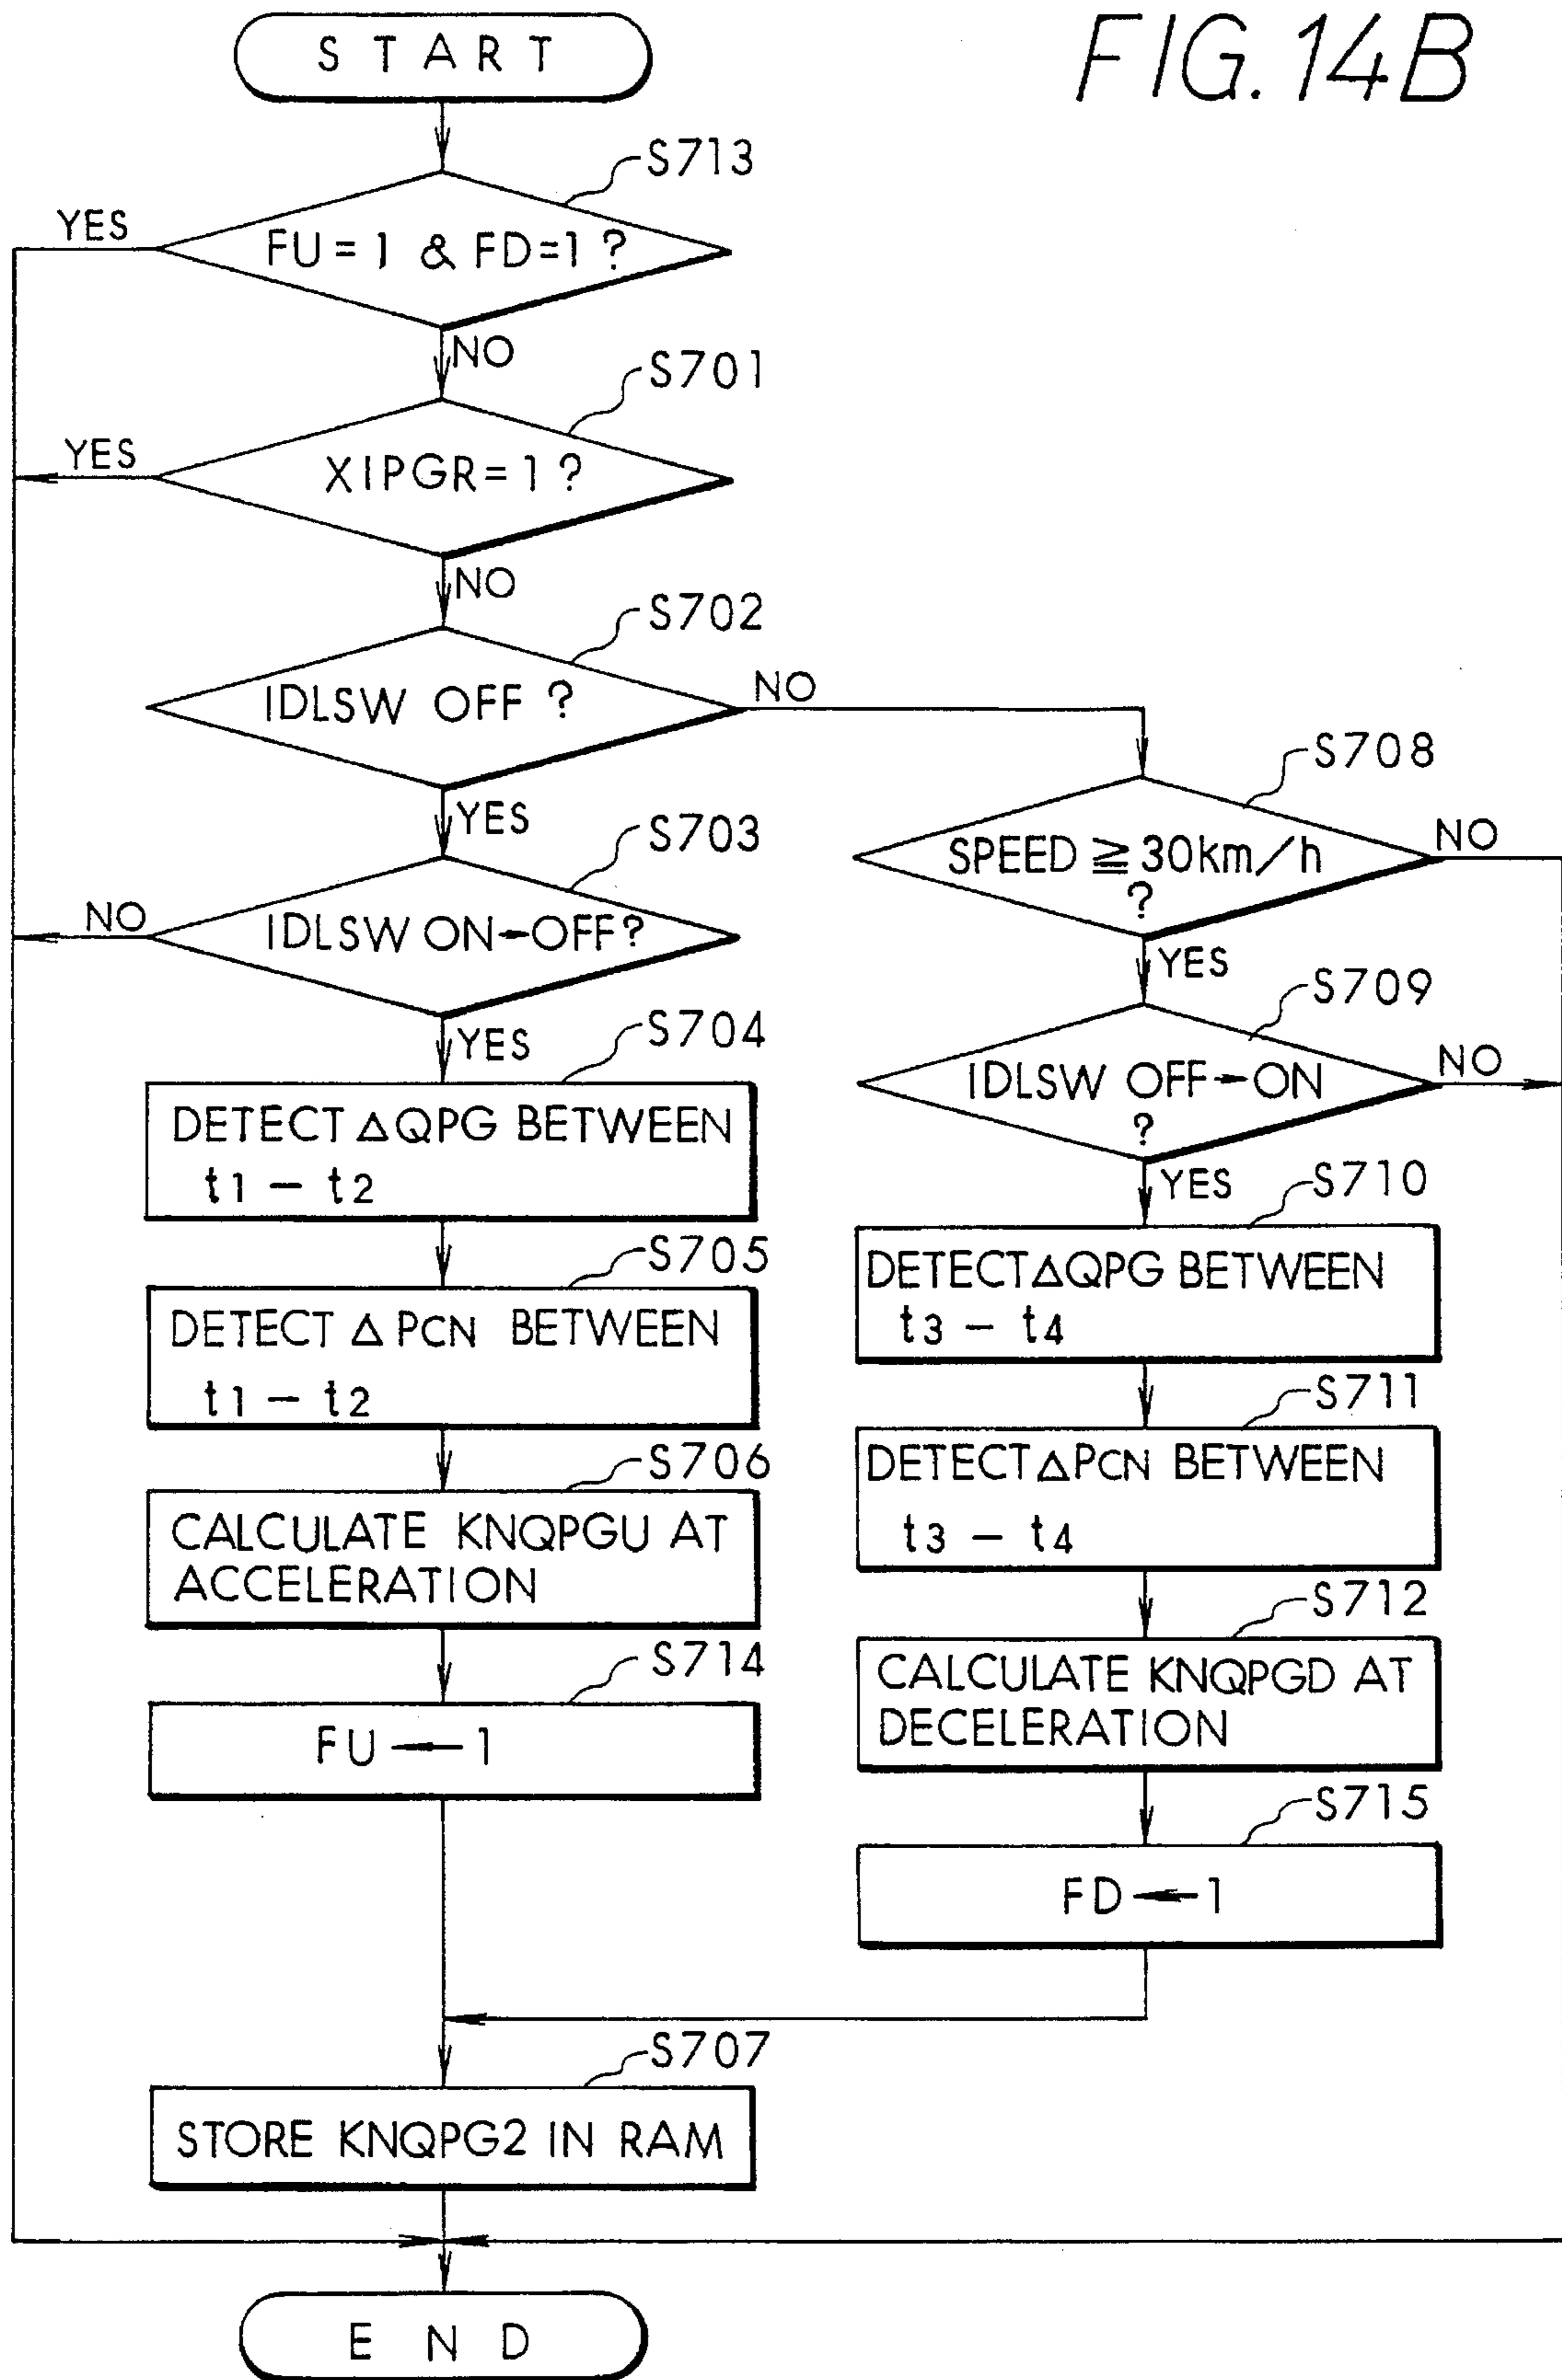 FIG. 14B
START
S713
YES
FU = 1 & FD=1 ?
NO
S701
YES
XIPGR = 1 ?
NO
S702
IDLSW OFF ?
NO
YES
S703
NO
IDLSW ON→OFF?
YES
S708
SPEED ≧ 30km/h
?
NO
YES
S709
IDLSW OFF→ON
?
NO
YES
S704
DETECT ΔQPG BETWEEN
t1 – t2
S705
DETECT ΔPCN BETWEEN
t1 – t2
S706
CALCULATE KNQPGU AT
ACCELERATION
S714
FU ← 1
S710
DETECT ΔQPG BETWEEN
t3 – t4
S711
DETECT ΔPCN BETWEEN
t3 – t4
S712
CALCULATE KNQPGD AT
DECELERATION
S715
FD ← 1
S707
STORE KNQPG2 IN RAM
END